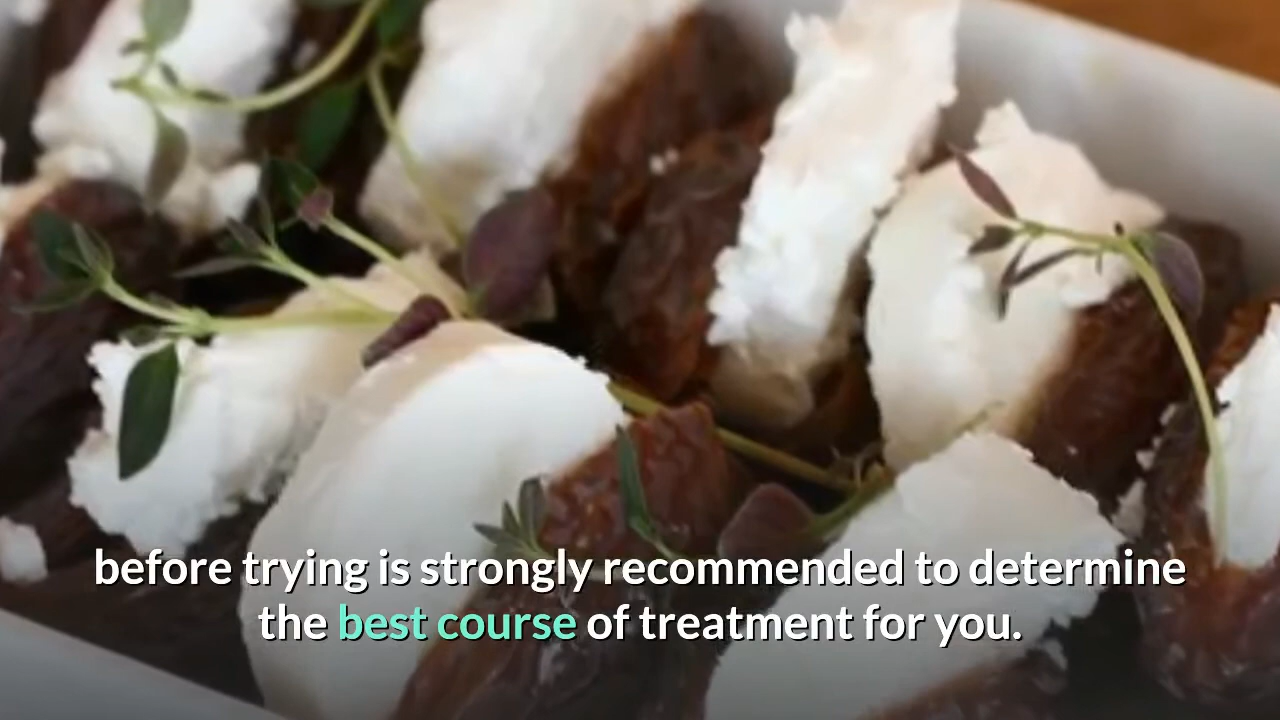 before trying is strongly recommended to determine
the best course of treatment for you.